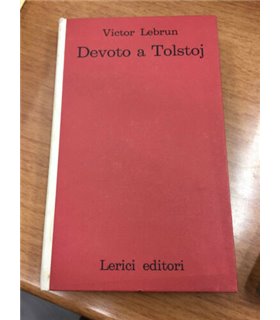 Victor Lebrun
Devoto a Tolstoj
Lerici editori